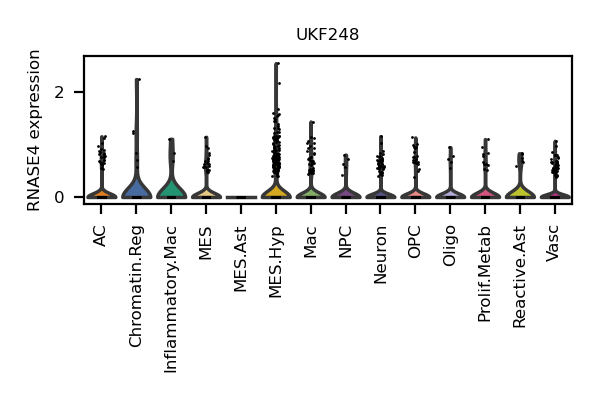 UKF248
RNASE4 expression
2
0
AC
Chromatin.Reg
Inflammatory.Mac
MES
MES.Ast
MES.Hyp
Mac
NPC
Neuron
OPC
Oligo
Prolif.Metab
Reactive.Ast
Vasc